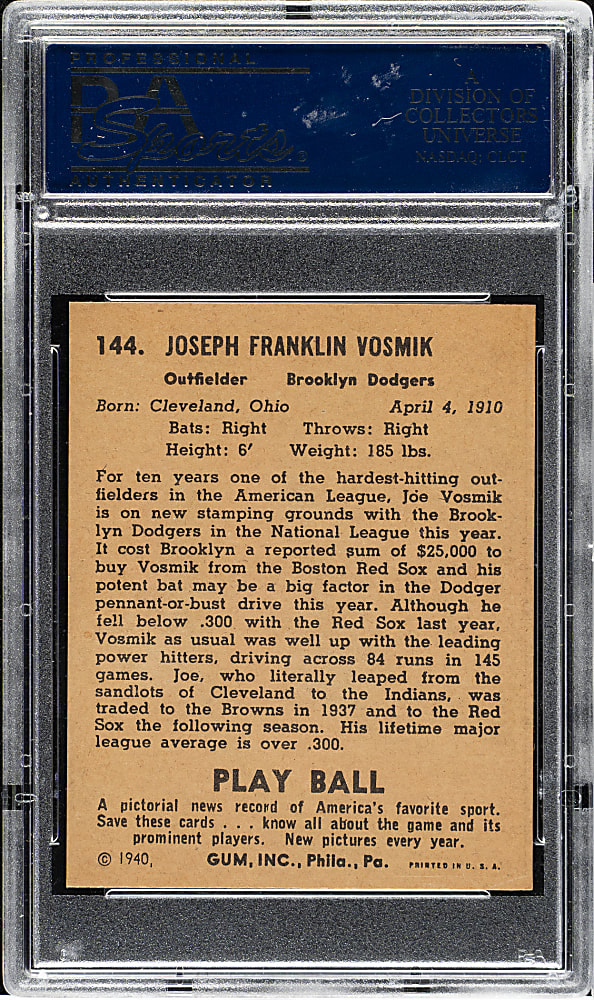 PROFESSIONAL
PSA
Sports®
AUTHENTICATOR
A
DIVISION OF
COLLECTORS
UNIVERSE
NASDAQ: CLCT
144. JOSEPH FRANKLIN VOSMIK
Outfielder Brooklyn Dodgers
Born: Cleveland, Ohio April 4, 1910
Bats: Right Throws: Right
Height: 6′ Weight: 185 lbs.
For ten years one of the hardest-hitting out-
fielders in the American League, Joe Vosmik
is on new stamping grounds with the Brook-
lyn Dodgers in the National League this year.
It cost Brooklyn a reported sum of $25,000 to
buy Vosmik from the Boston Red Sox and his
potent bat may be a big factor in the Dodger
pennant-or-bust drive this year. Although he
fell below .300 with the Red Sox last year,
Vosmik as usual was well up with the leading
power hitters, driving across 84 runs in 145
games. Joe, who literally leaped from the
sandlots of Cleveland to the Indians, was
traded to the Browns in 1937 and to the Red
Sox the following season. His lifetime major
league average is over .300.
PLAY BALL
A pictorial news record of America's favorite sport.
Save these cards . . . know all about the game and its
prominent players. New pictures every year.
© 1940, GUM, INC., Phila., Pa. PRINTED IN U. S. A.